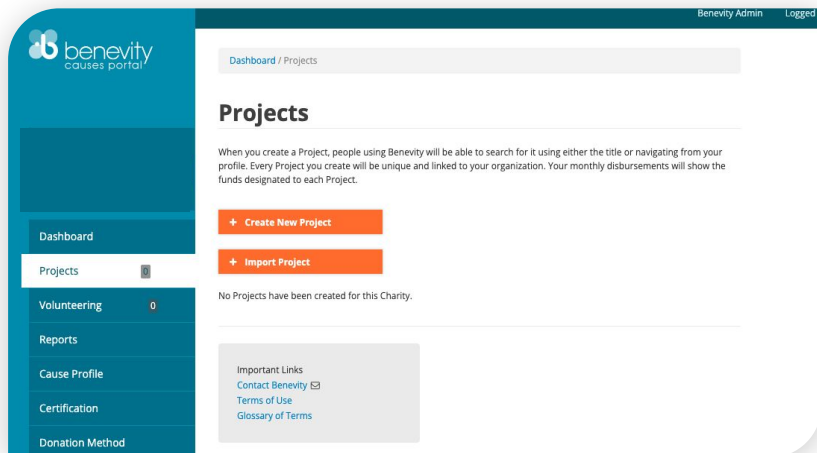 Benevity Admin Logged
benevity
causes portal
Dashboard / Projects
Projects
When you create a Project, people using Benevity will be able to search for it using either the title or navigating from your
profile. Every Project you create will be unique and linked to your organization. Your monthly disbursements will show the
funds designated to each Project.
+ Create New Project
+ Import Project
No Projects have been created for this Charity.
Dashboard
Projects 0
Volunteering 0
Reports
Cause Profile
Certification
Donation Method
Important Links
Contact Benevity
Terms of Use
Glossary of Terms